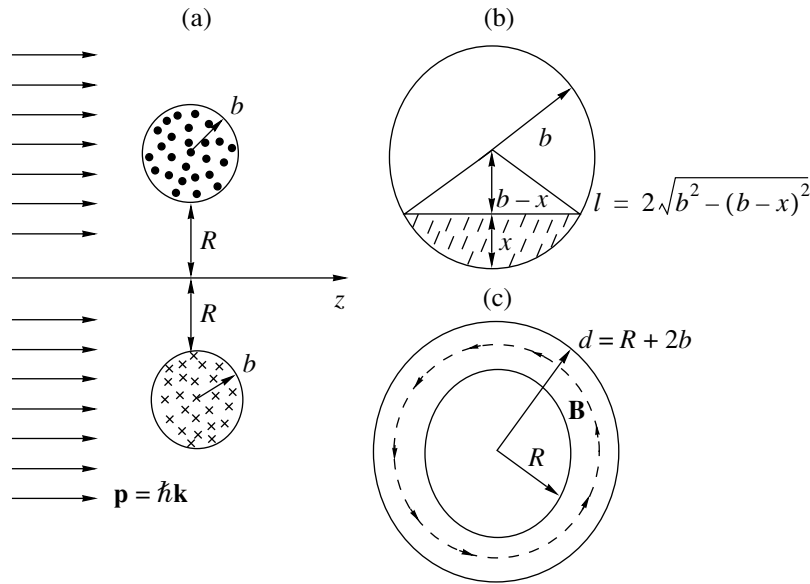 (a)
b
R
z
R
b
p = ħk
(b)
b
b – x
l = 2√b² – (b – x)²
x
(c)
d = R + 2b
B
R